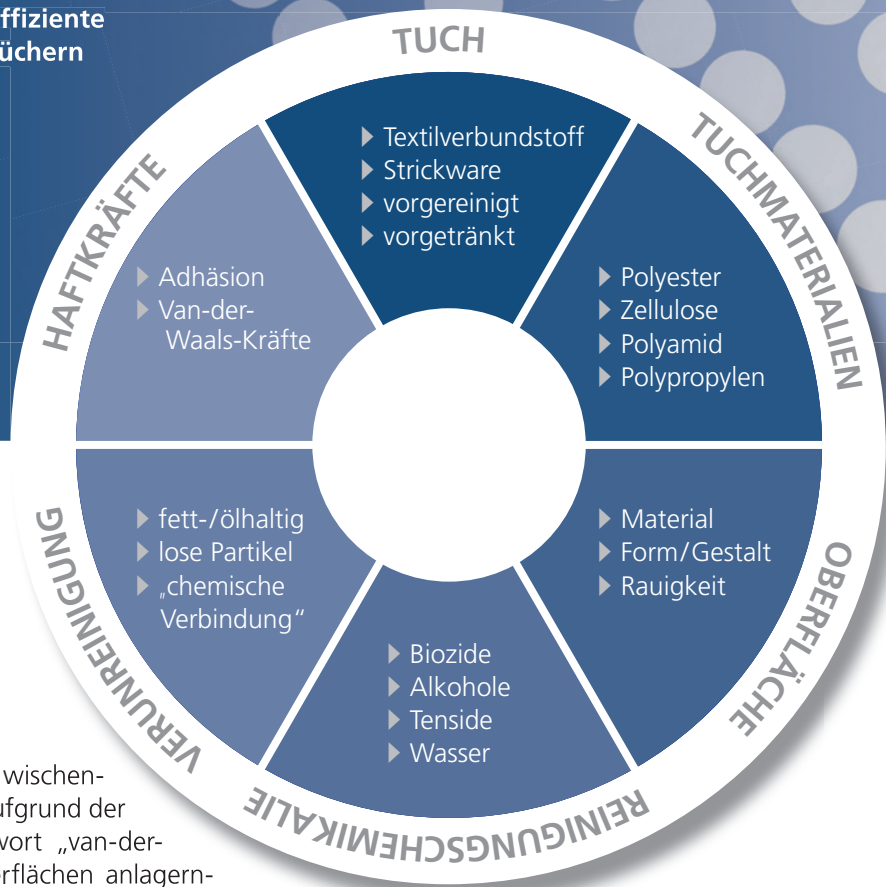 ffiziente
üchern
TUCH
Textilverbundstoff
Strickware
vorgereinigt
vorgetränkt
TUCHMATERIALIEN
Polyester
Zellulose
Polyamid
Polypropylen
OBERFLÄCHE
Material
Form/Gestalt
Rauigkeit
REINIGUNGSCHEMIKALIE
Biozide
Alkohole
Tenside
Wasser
VERUNREINIGUNG
fett-/ölhaltig
lose Partikel
„chemische
Verbindung“
HAFTKRÄFTE
Adhäsion
Van-der-
Waals-Kräfte
wischen-
ufgrund der
wort „van-der-
erflächen anlagern-